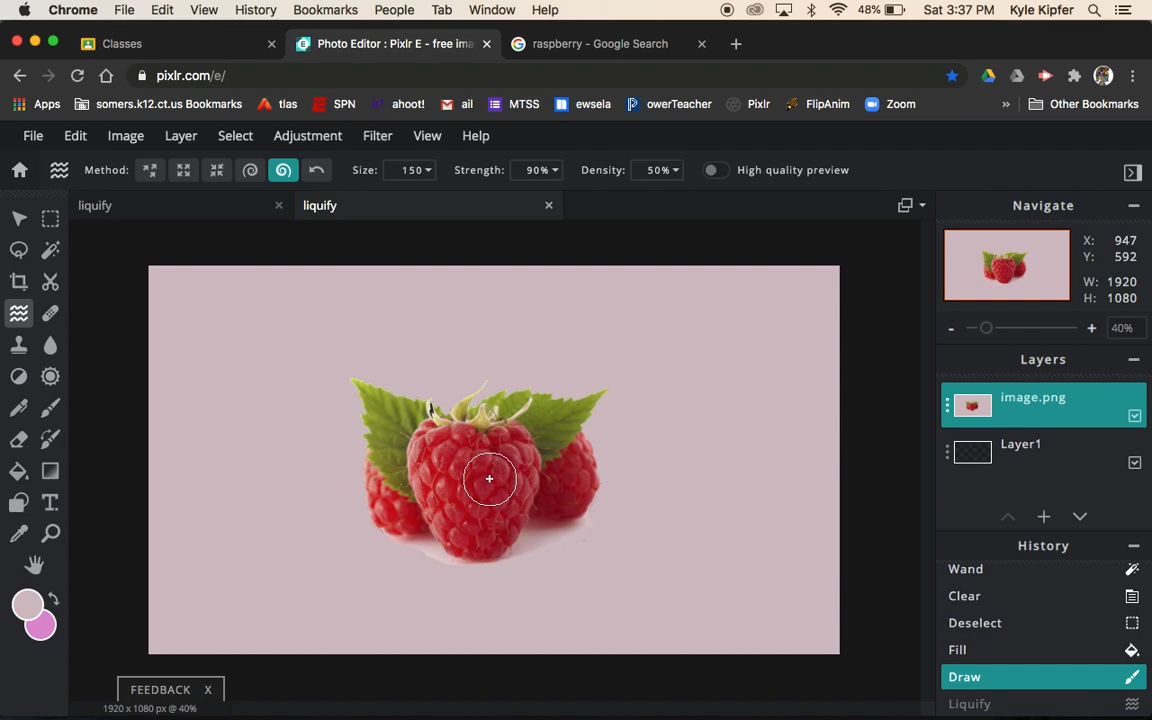 Chrome File Edit View History Bookmarks People Tab Window Help 48% Sat 3:37 PM Kyle Kipfer
Classes Photo Editor : Pixlr E - free ima raspberry - Google Search
pixlr.com/e/
Apps somers.k12.ct.us Bookmarks tlas SPN ahoot! ail MTSS ewsela owerTeacher Pixlr FlipAnim Zoom » Other Bookmarks
File Edit Image Layer Select Adjustment Filter View Help
Method: Size: 150 Strength: 90% Density: 50% High quality preview
liquify liquify Navigate
X: 947
Y: 592
W: 1920
H: 1080
40%
Layers
image.png
Layer1
History
Wand
Clear
Deselect
Fill
Draw
Liquify
FEEDBACK X
1920 x 1080 px @ 40%